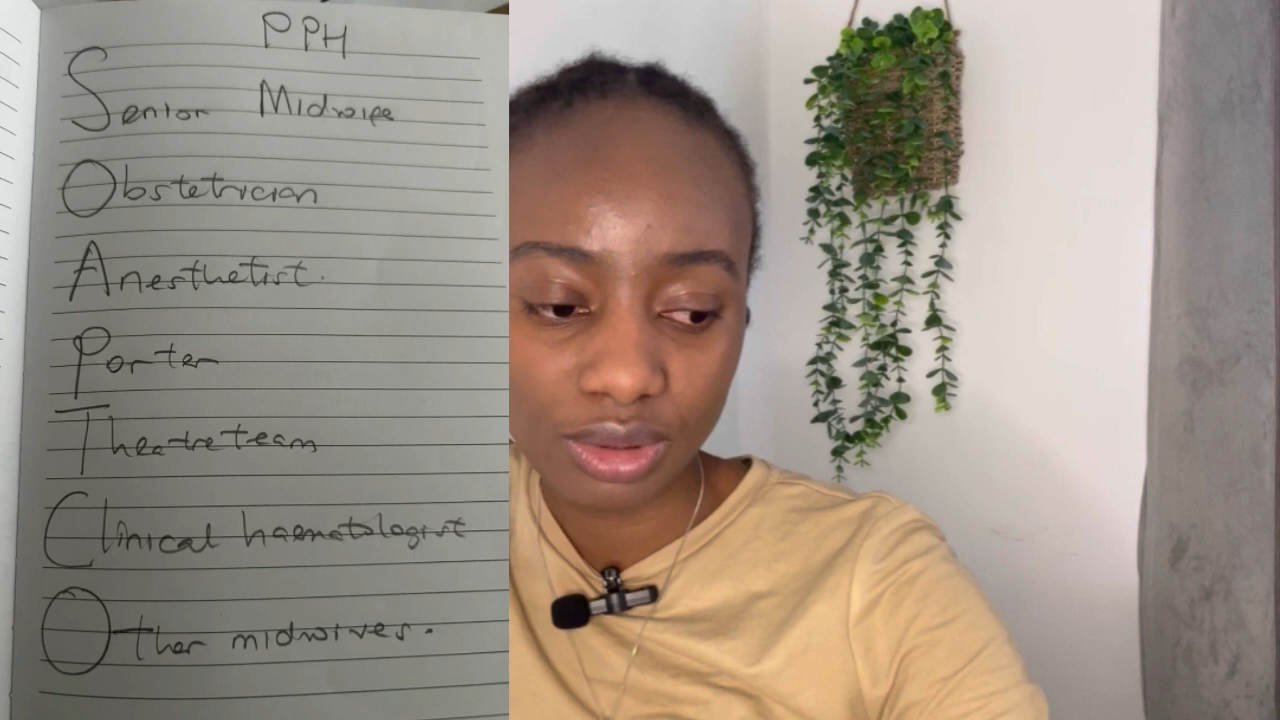 PPH
Senior Midwife
Obstetrician
Anesthetist.
Porter
Theatre team
Clinical haematologist
Other midwives.